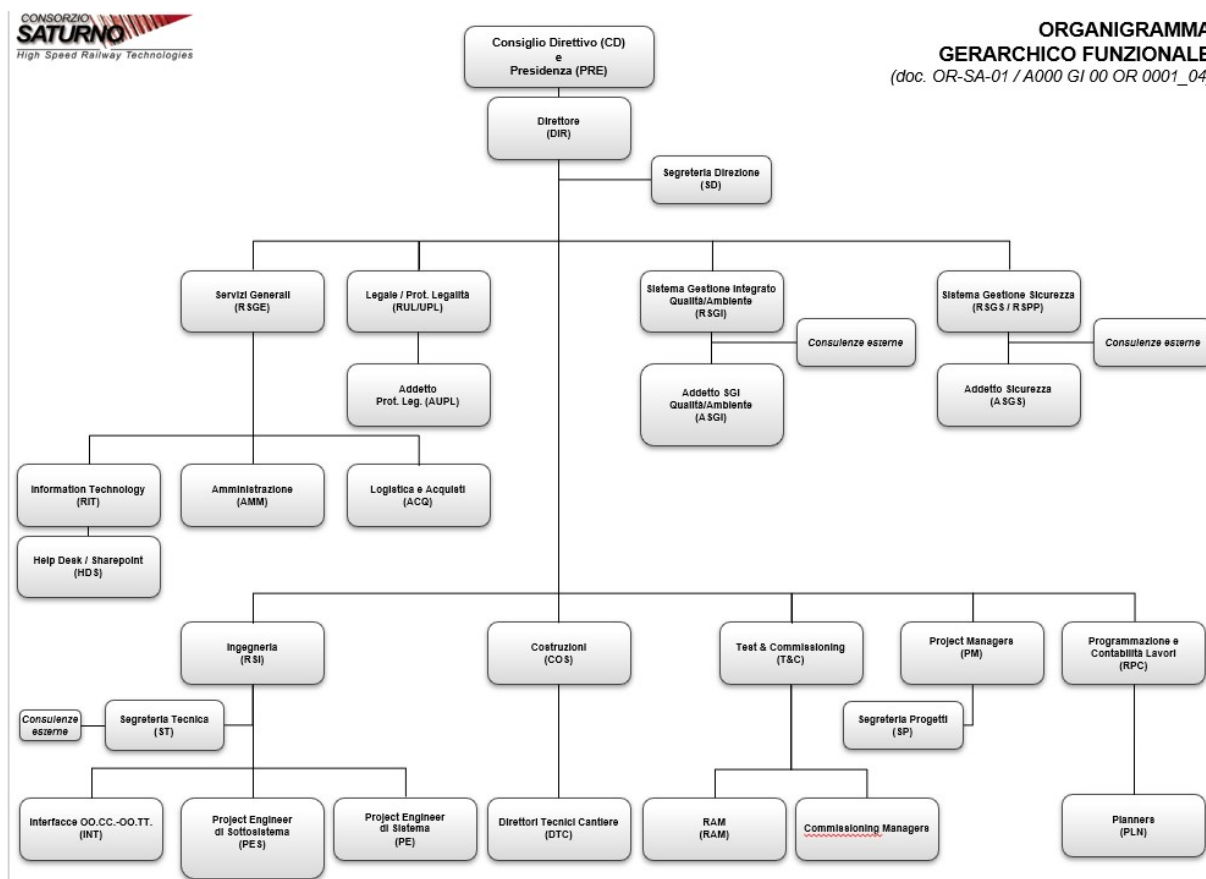 CONSORZIO
SATURNO
High Speed Railway Technologies
ORGANIGRAMMA
GERARCHICO FUNZIONALE
(doc. OR-SA-01 / A000 GI 00 OR 0001_04)
Consiglio Direttivo (CD)
e
Presidenza (PRE)
Direttore
(DIR)
Segreteria Direzione
(SD)
Servizi Generali
(RSGE)
Legale / Prot. Legalità
(RUL/UPL)
Sistema Gestione Integrato
Qualità/Ambiente
(RSGI)
Sistema Gestione Sicurezza
(RSGS / RSPP)
Consulenze esterne
Consulenze esterne
Addetto
Prot. Leg. (AUPL)
Addetto SGI
Qualità/Ambiente
(ASGI)
Addetto Sicurezza
(ASGS)
Information Technology
(RIT)
Amministrazione
(AMM)
Logistica e Acquisti
(ACQ)
Help Desk / Sharepoint
(HDS)
Ingegneria
(RSI)
Costruzioni
(COS)
Test & Commissioning
(T&C)
Project Managers
(PM)
Programmazione e
Contabilità Lavori
(RPC)
Consulenze
esterne
Segreteria Tecnica
(ST)
Segreteria Progetti
(SP)
Interfacce OO.CC.-OO.TT.
(INT)
Project Engineer
di Sottosistema
(PES)
Project Engineer
di Sistema
(PE)
Direttori Tecnici Cantiere
(DTC)
RAM
(RAM)
Commissioning Managers
Planners
(PLN)